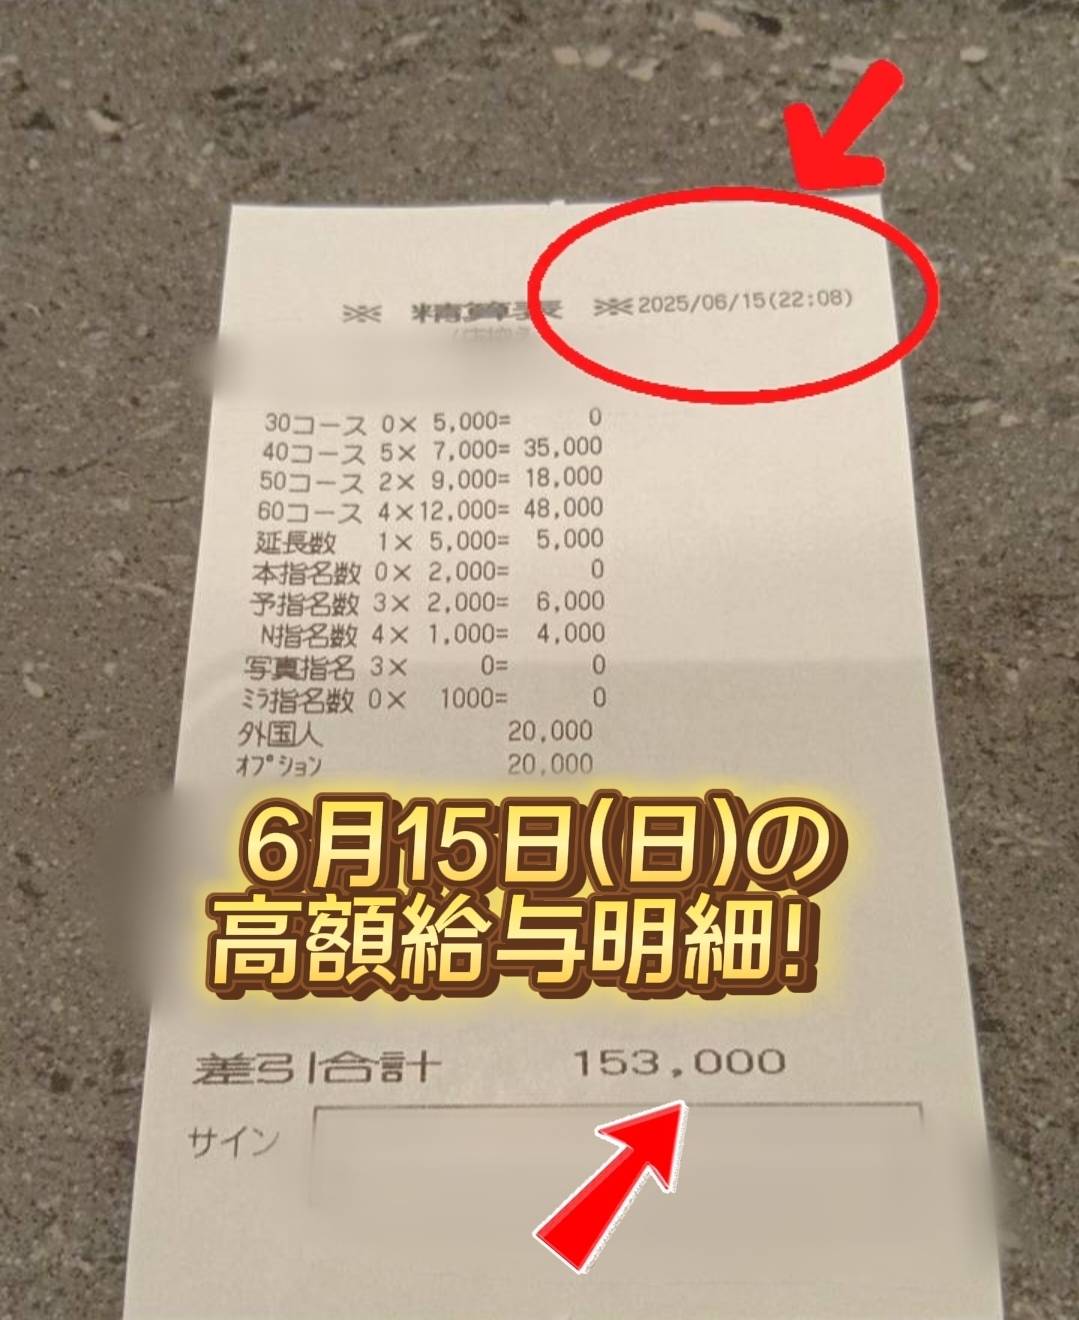 ※ 精算表 ※2025/06/15(22:08)
30コース 0× 5,000= 0
40コース 5× 7,000= 35,000
50コース 2× 9,000= 18,000
60コース 4×12,000= 48,000
延長数 1× 5,000= 5,000
本指名数 0× 2,000= 0
予指名数 3× 2,000= 6,000
N指名数 4× 1,000= 4,000
写真指名 3× 0= 0
ﾐﾗ指名数 0× 1000= 0
外国人 20,000
ｵﾌﾟｼｮﾝ 20,000
6月15日(日)の
高額給与明細!
差引合計 153,000
サイン